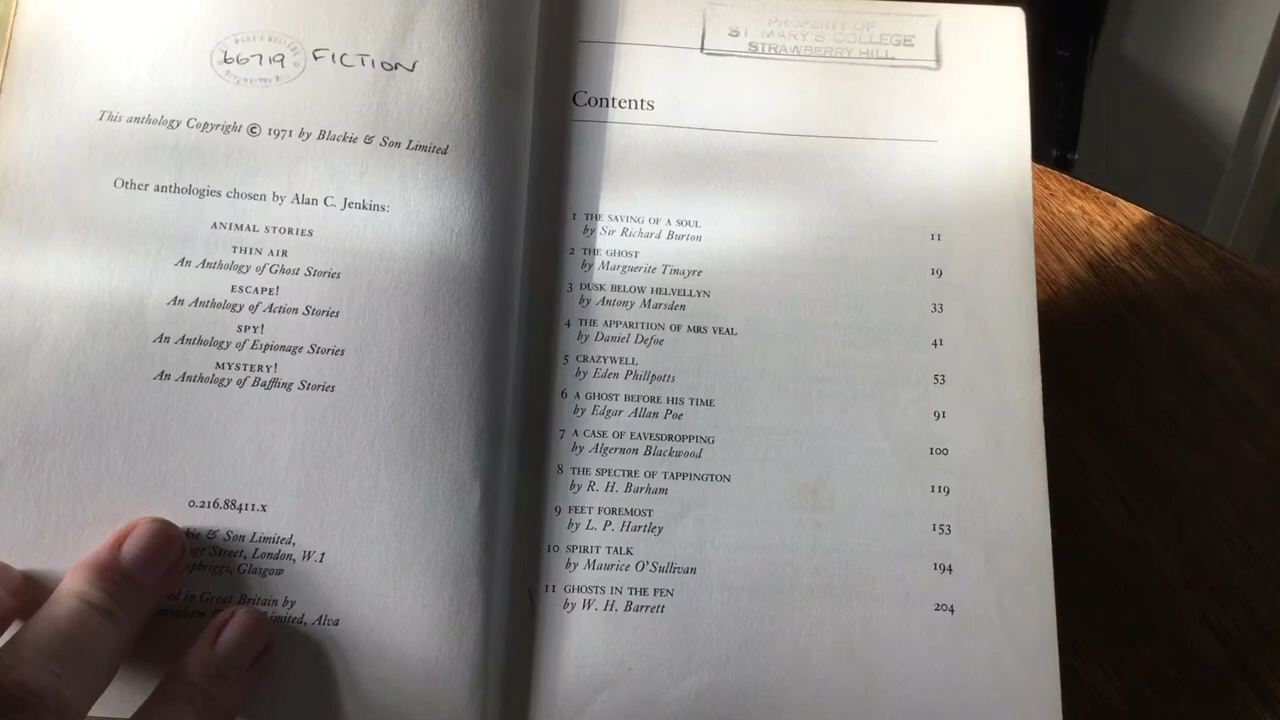 66719 FICTION
This anthology Copyright © 1971 by Blackie & Son Limited
Other anthologies chosen by Alan C. Jenkins:
ANIMAL STORIES
THIN AIR
An Anthology of Ghost Stories
ESCAPE!
An Anthology of Action Stories
SPY!
An Anthology of Espionage Stories
MYSTERY!
An Anthology of Baffling Stories
0.216.88411.x
& Son Limited,
Street, London, W.1
Glasgow
in Great Britain by
Limited, Alva
PROPERTY OF
ST. MARY'S COLLEGE
STRAWBERRY HILL
Contents
1 THE SAVING OF A SOUL
by Sir Richard Burton 11
2 THE GHOST
by Marguerite Tinayre 19
3 DUSK BELOW HELVELLYN
by Antony Marsden 33
4 THE APPARITION OF MRS VEAL
by Daniel Defoe 41
5 CRAZYWELL
by Eden Phillpotts 53
6 A GHOST BEFORE HIS TIME
by Edgar Allan Poe 91
7 A CASE OF EAVESDROPPING
by Algernon Blackwood 100
8 THE SPECTRE OF TAPPINGTON
by R. H. Barham 119
9 FEET FOREMOST
by L. P. Hartley 153
10 SPIRIT TALK
by Maurice O'Sullivan 194
11 GHOSTS IN THE FEN
by W. H. Barrett 204